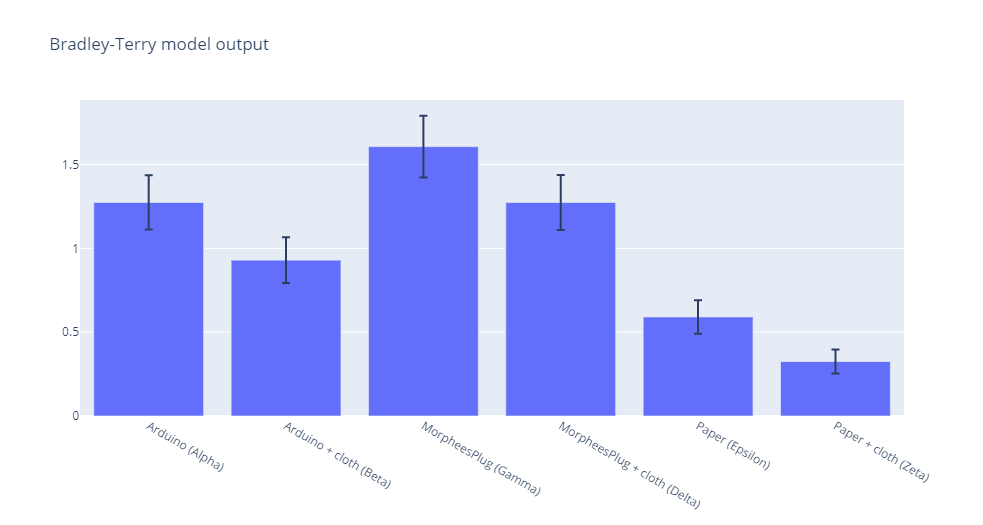 Bradley-Terry model output
1.5
1
0.5
0
Arduino (Alpha)
Arduino + cloth (Beta)
MorpheesPlug (Gamma)
MorpheesPlug + cloth (Delta)
Paper (Epsilon)
Paper + cloth (Zeta)